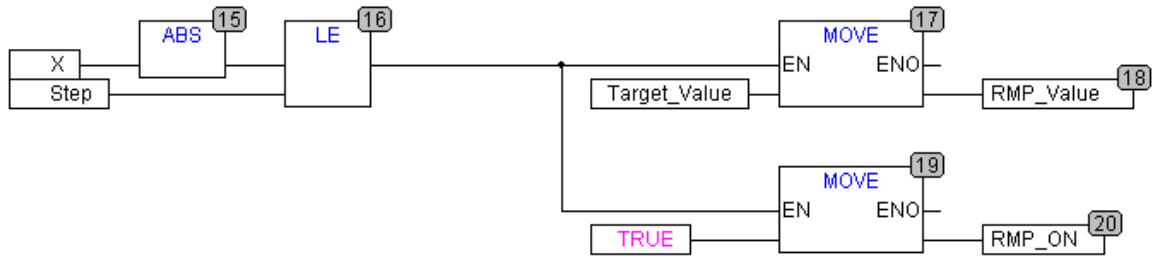 15
ABS
16
LE
17
MOVE
X
EN ENO
Step
Target_Value
18
RMP_Value
19
MOVE
EN ENO
20
TRUE
RMP_ON